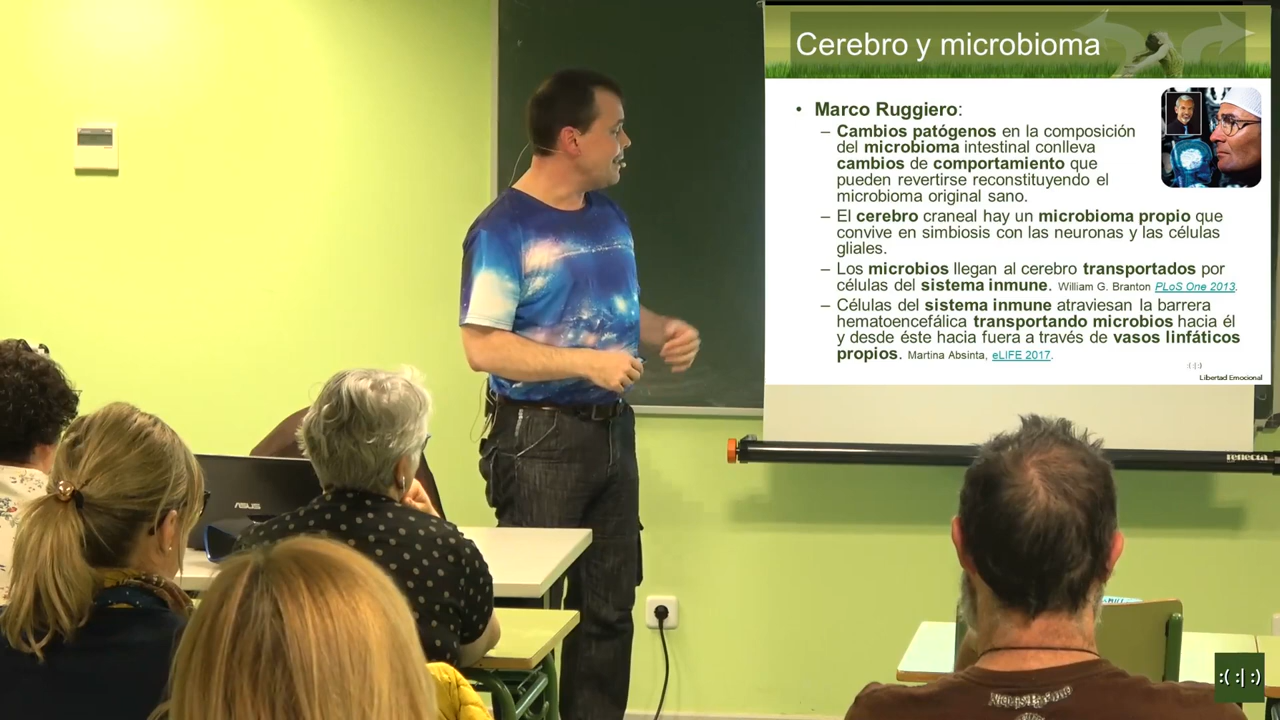 Cerebro y microbioma
• Marco Ruggiero:
– Cambios patógenos en la composición
del microbioma intestinal conlleva
cambios de comportamiento que
pueden revertirse reconstituyendo el
microbioma original sano.
– El cerebro craneal hay un microbioma propio que
convive en simbiosis con las neuronas y las células
gliales.
– Los microbios llegan al cerebro transportados por
células del sistema inmune. William G. Branton PLoS One 2013.
– Células del sistema inmune atraviesan la barrera
hematoencefálica transportando microbios hacia él
y desde éste hacia fuera a través de vasos linfáticos
propios. Martina Absinta, eLIFE 2017.
:(:|:)
Libertad Emocional
ASUS
:( :| :)